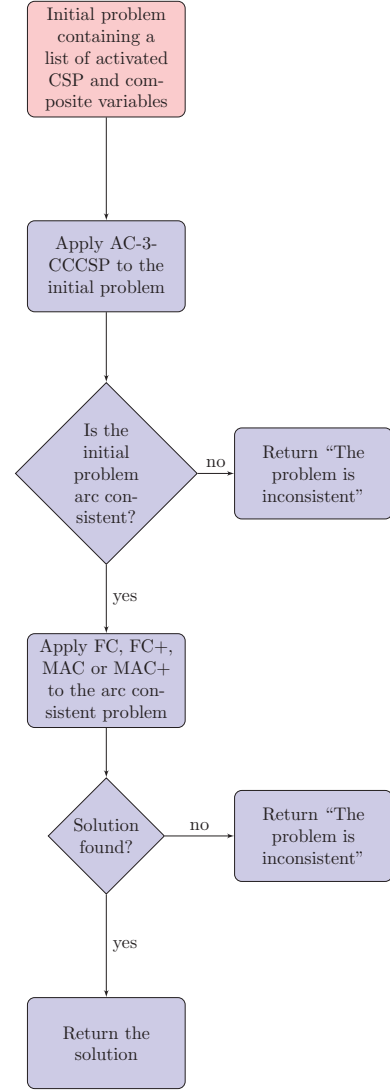 Initial problem
containing a
list of activated
CSP and com-
posite variables
Apply AC-3-
CCCSP to the
initial problem
Is the
initial
problem
arc con-
sistent?
no
Return “The
problem is
inconsistent”
yes
Apply FC, FC+,
MAC or MAC+
to the arc con-
sistent problem
Solution
found?
no
Return “The
problem is
inconsistent”
yes
Return the
solution